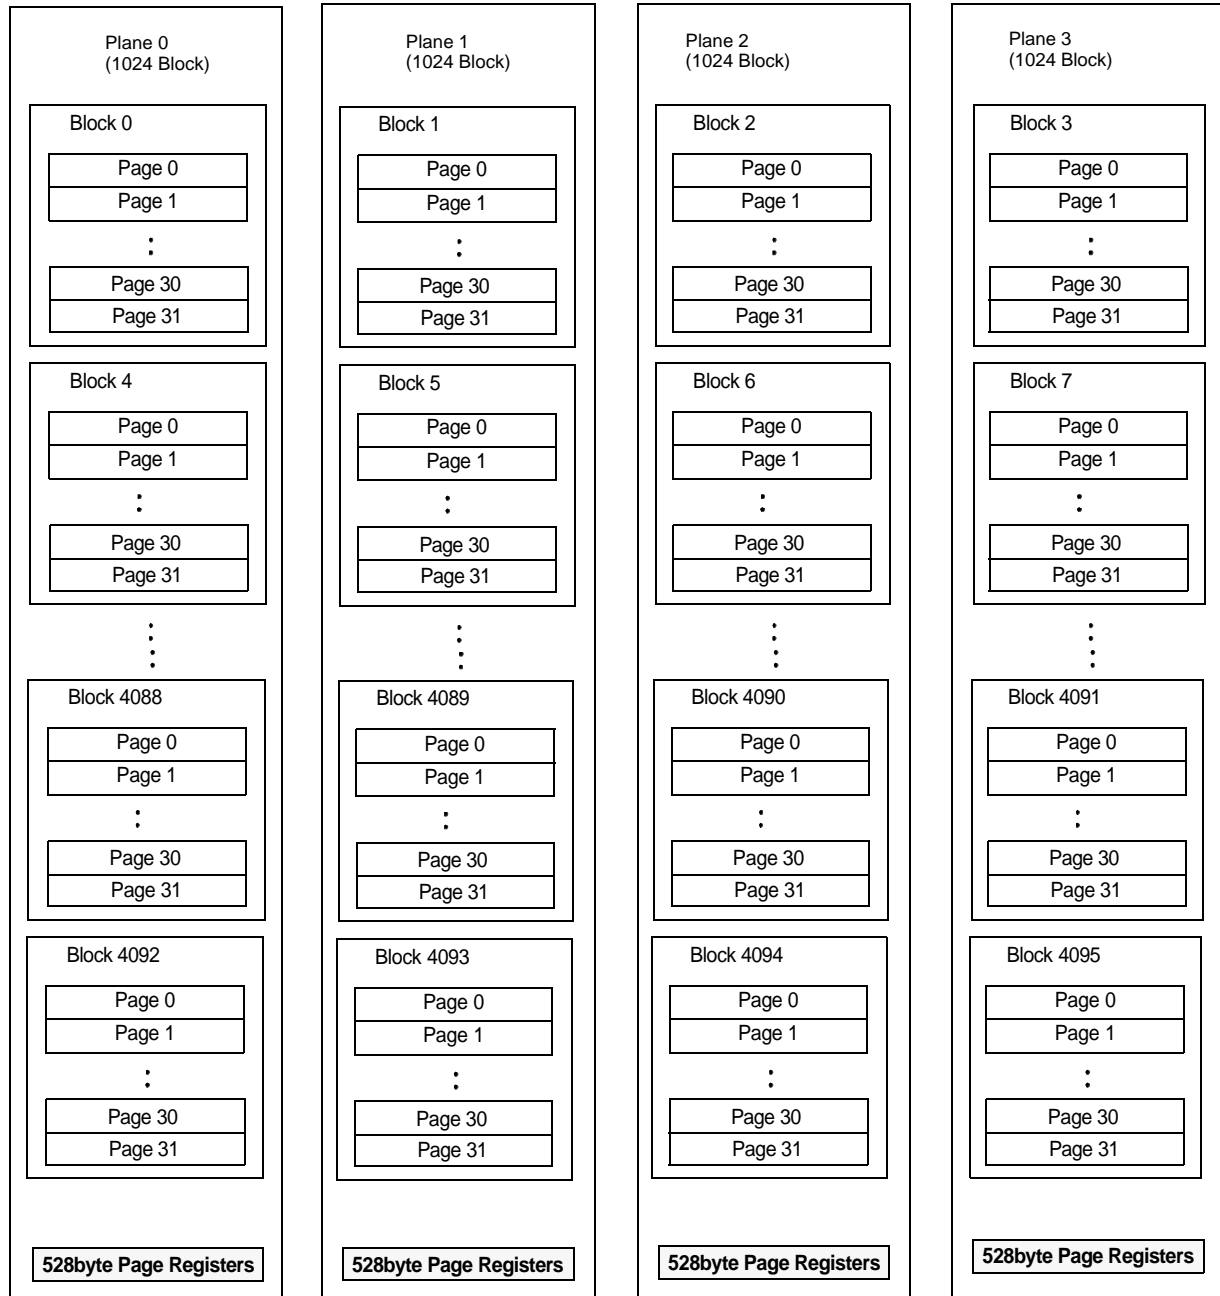 Plane 0
(1024 Block)
Block 0
Page 0
Page 1
Page 30
Page 31
Block 4
Page 0
Page 1
Page 30
Page 31
Block 4088
Page 0
Page 1
Page 30
Page 31
Block 4092
Page 0
Page 1
Page 30
Page 31
528byte Page Registers
Plane 1
(1024 Block)
Block 1
Page 0
Page 1
Page 30
Page 31
Block 5
Page 0
Page 1
Page 30
Page 31
Block 4089
Page 0
Page 1
Page 30
Page 31
Block 4093
Page 0
Page 1
Page 30
Page 31
528byte Page Registers
Plane 2
(1024 Block)
Block 2
Page 0
Page 1
Page 30
Page 31
Block 6
Page 0
Page 1
Page 30
Page 31
Block 4090
Page 0
Page 1
Page 30
Page 31
Block 4094
Page 0
Page 1
Page 30
Page 31
528byte Page Registers
Plane 3
(1024 Block)
Block 3
Page 0
Page 1
Page 30
Page 31
Block 7
Page 0
Page 1
Page 30
Page 31
Block 4091
Page 0
Page 1
Page 30
Page 31
Block 4095
Page 0
Page 1
Page 30
Page 31
528byte Page Registers